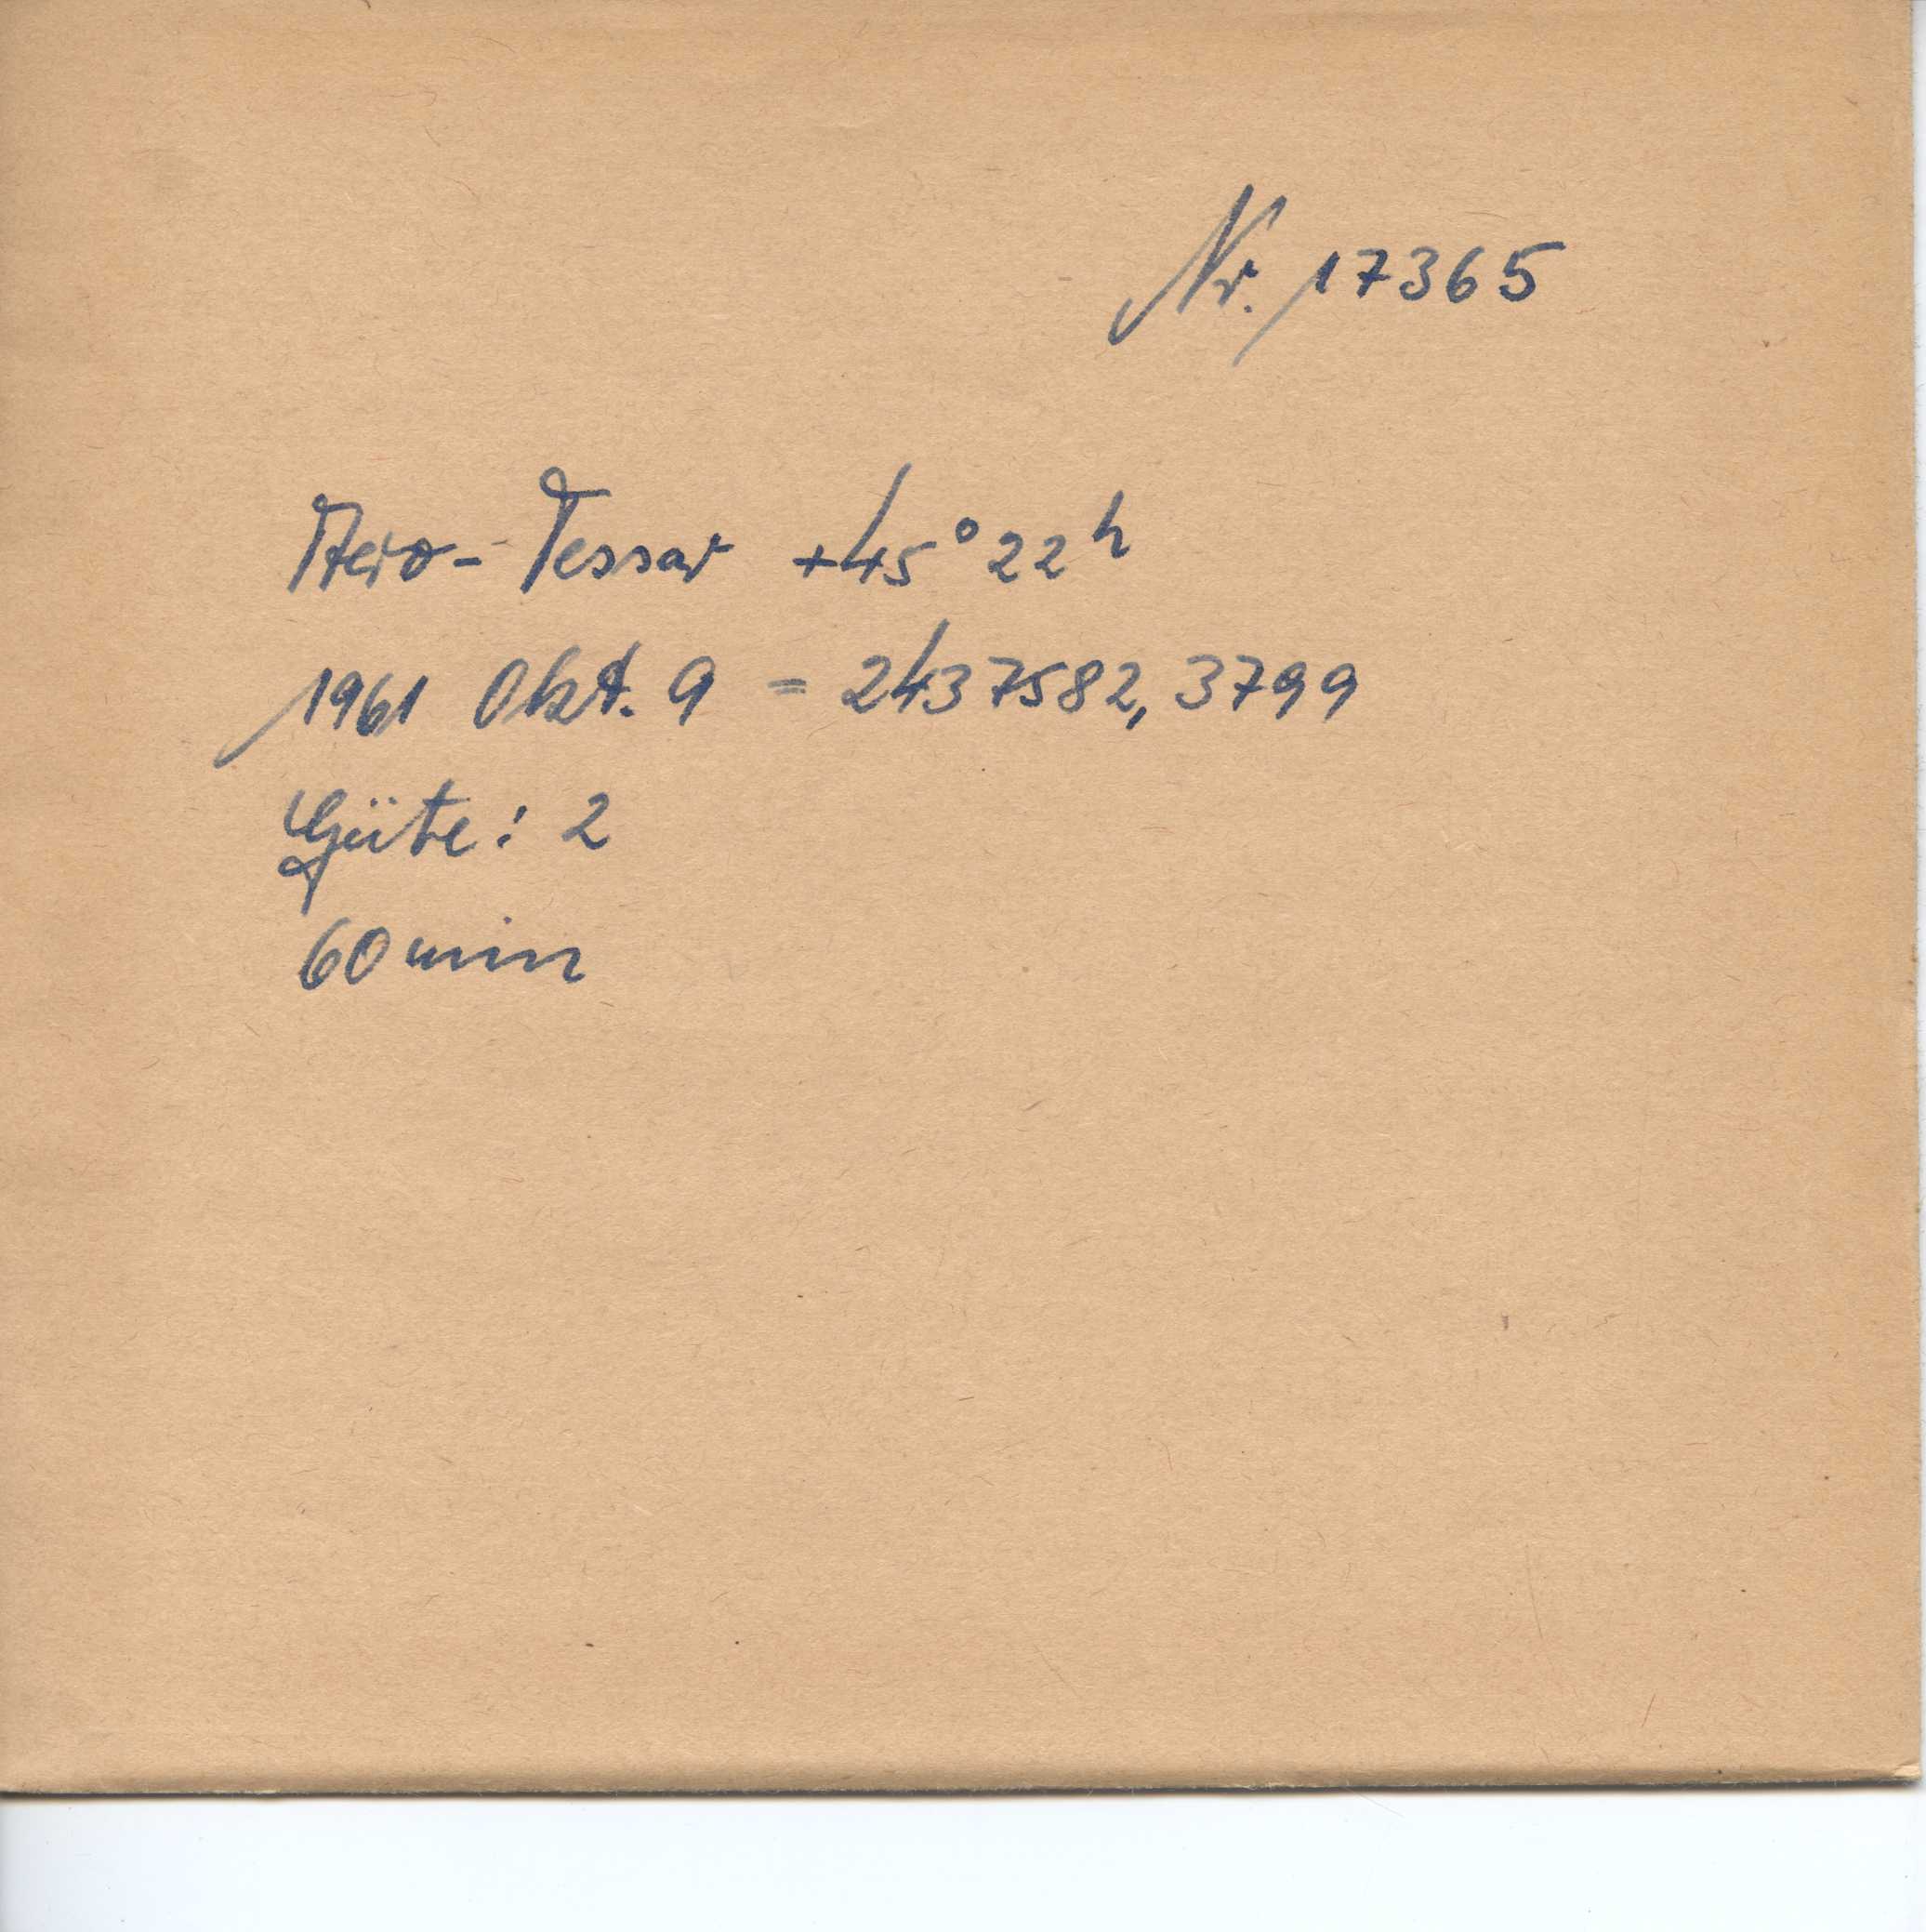 Nr. 17365
Aero-Tessar +45° 22h
1961 Okt. 9 = 2437582,3799
Güte: 2
60 min